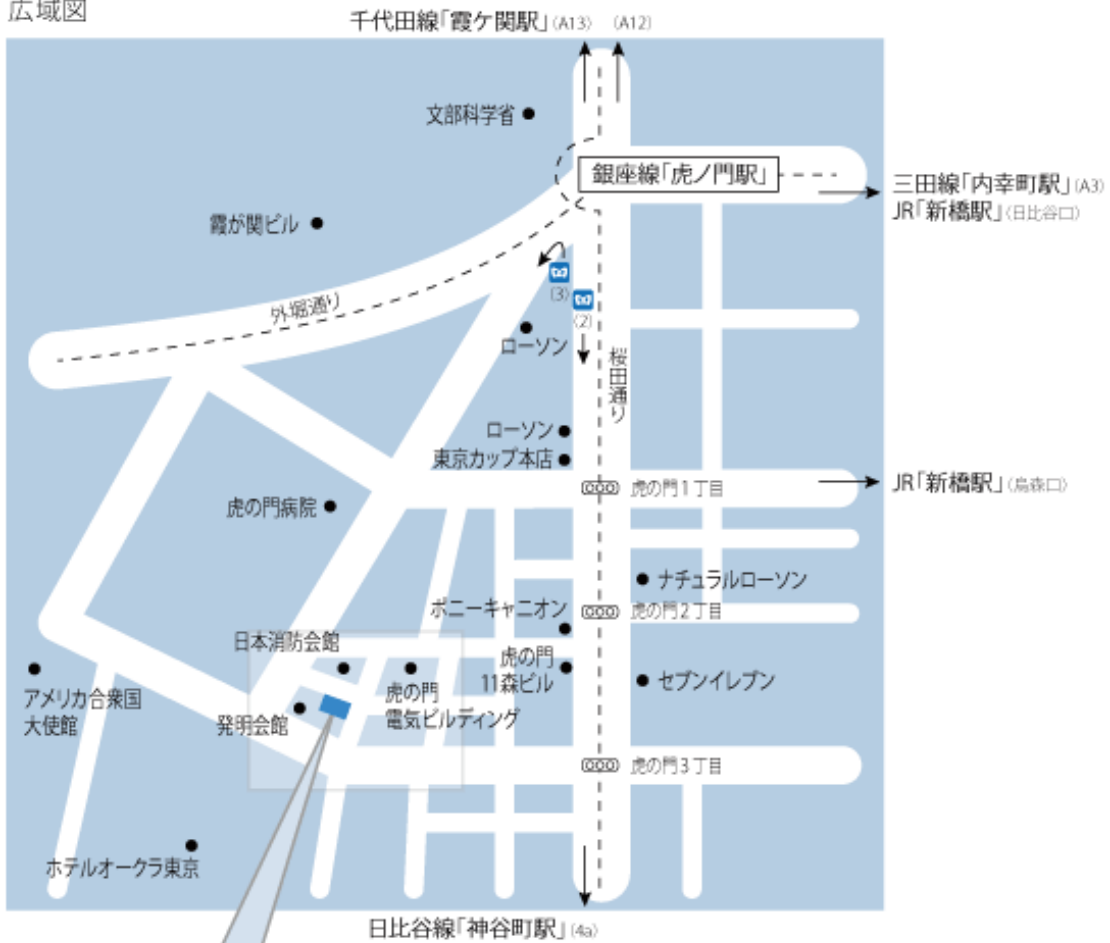 広域図
千代田線「霞ケ関駅」(A13) (A12)
文部科学省
銀座線「虎ノ門駅」
三田線「内幸町駅」(A3)
JR「新橋駅」(日比谷口)
霞が関ビル
外堀通り
(3)
(2)
ローソン
桜田通り
ローソン
東京カップ本店
虎の門1丁目
JR「新橋駅」(烏森口)
虎の門病院
ナチュラルローソン
ポニーキャニオン
虎の門2丁目
日本消防会館
虎の門
11森ビル
セブンイレブン
アメリカ合衆国
大使館
発明会館
虎の門
電気ビルディング
虎の門3丁目
ホテルオークラ東京
日比谷線「神谷町駅」(4a)